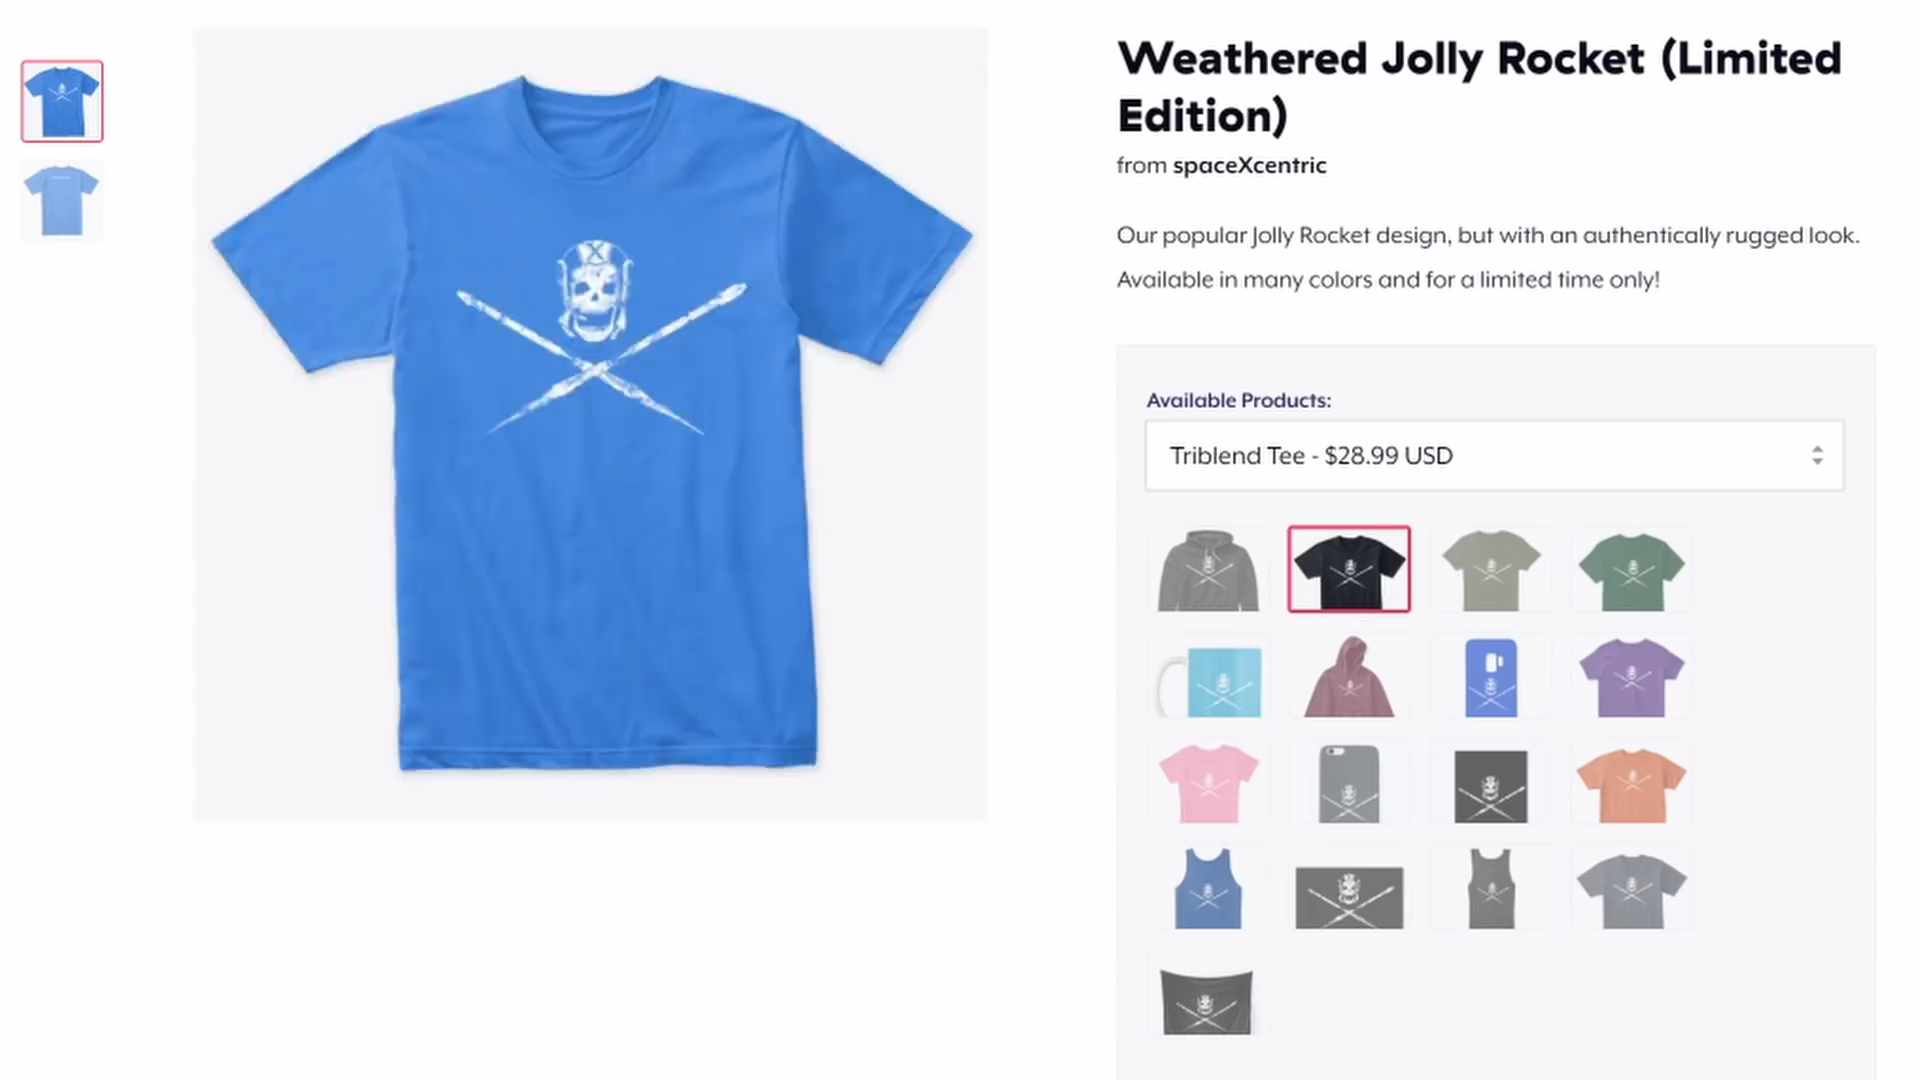 Weathered Jolly Rocket (Limited
Edition)
from spaceXcentric
Our popular Jolly Rocket design, but with an authentically rugged look.
Available in many colors and for a limited time only!
Available Products:
Triblend Tee - $28.99 USD
X